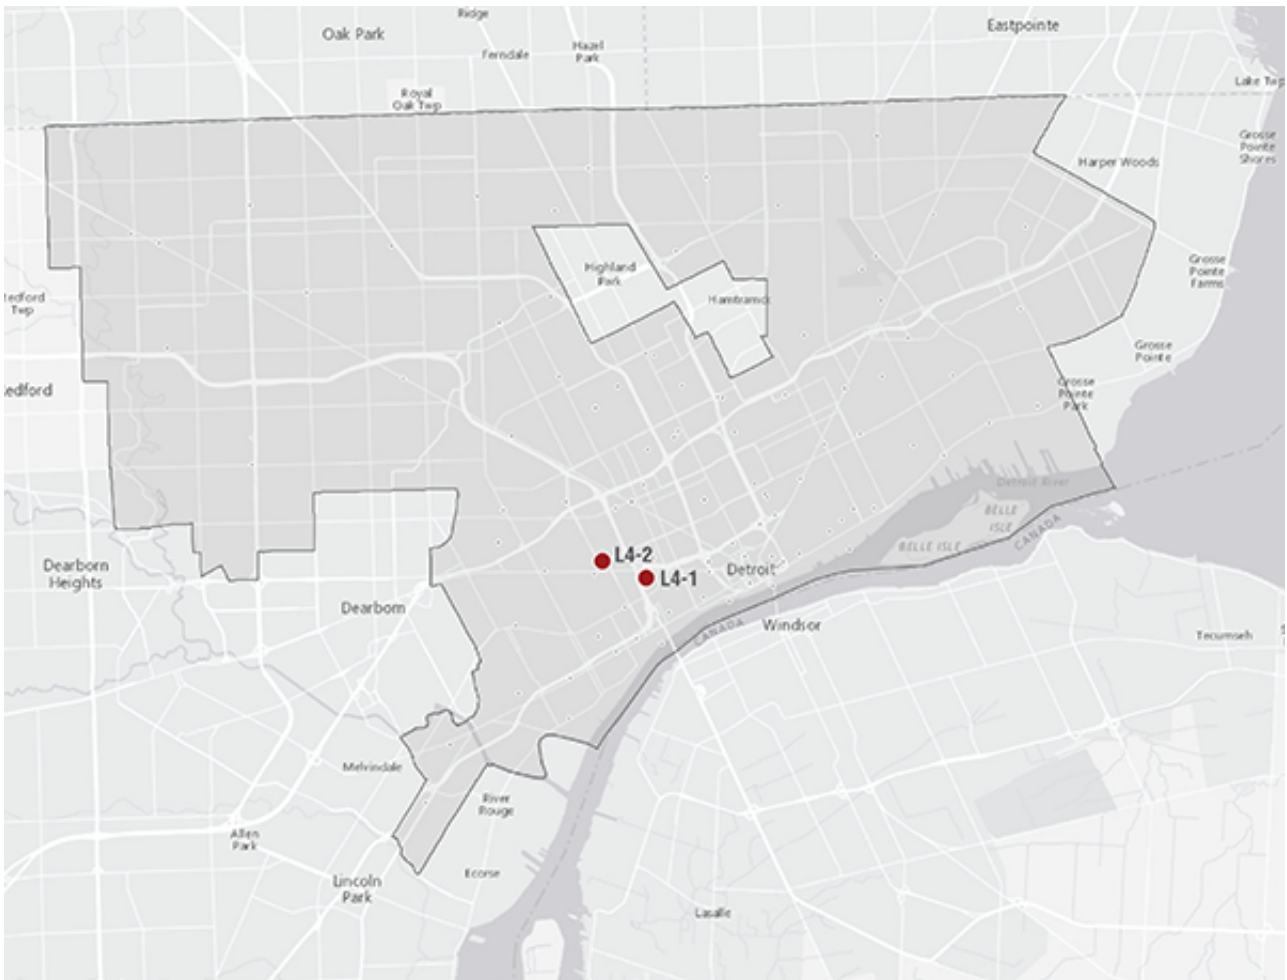 Ridge
Eastpointe
Oak Park
Hazel
Park
Ferndale
Lake Twp
Royal
Oak Twp
Grosse
Pointe
Shores
Harper Woods
Highland
Park
Grosse
Pointe
Farms
Hamtramck
Twp
Grosse
Pointe
Grosse
Pointe
Park
Detroit River
BELLE
ISLE
BELLE ISLE
CANADA
L4-2
L4-1
Detroit
Dearborn
Heights
Dearborn
CANADA
Windsor
Tecumseh
Melvindale
River
Rouge
Allen
Park
Ecorse
Lincoln
Park
Lasalle